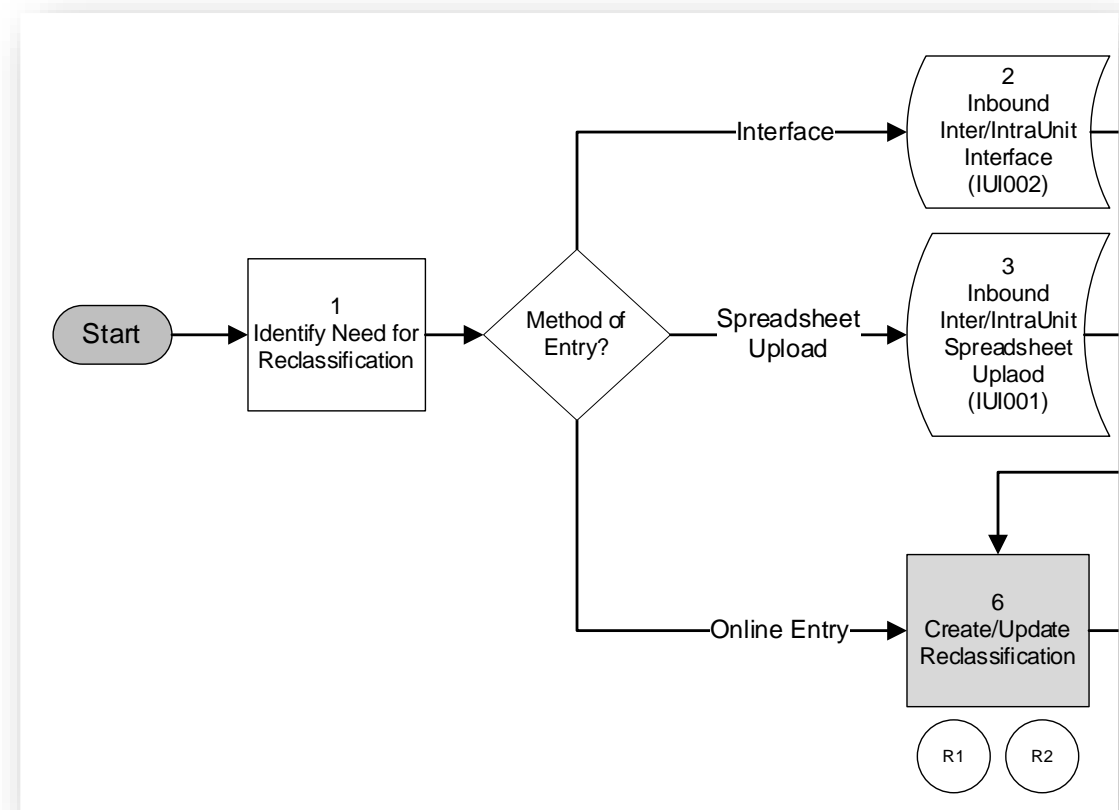 Start
1
Identify Need for
Reclassification
Method of
Entry?
Interface
2
Inbound
Inter/IntraUnit
Interface
(IUI002)
Spreadsheet
Upload
3
Inbound
Inter/IntraUnit
Spreadsheet
Uplaod
(IUI001)
Online Entry
6
Create/Update
Reclassification
R1
R2